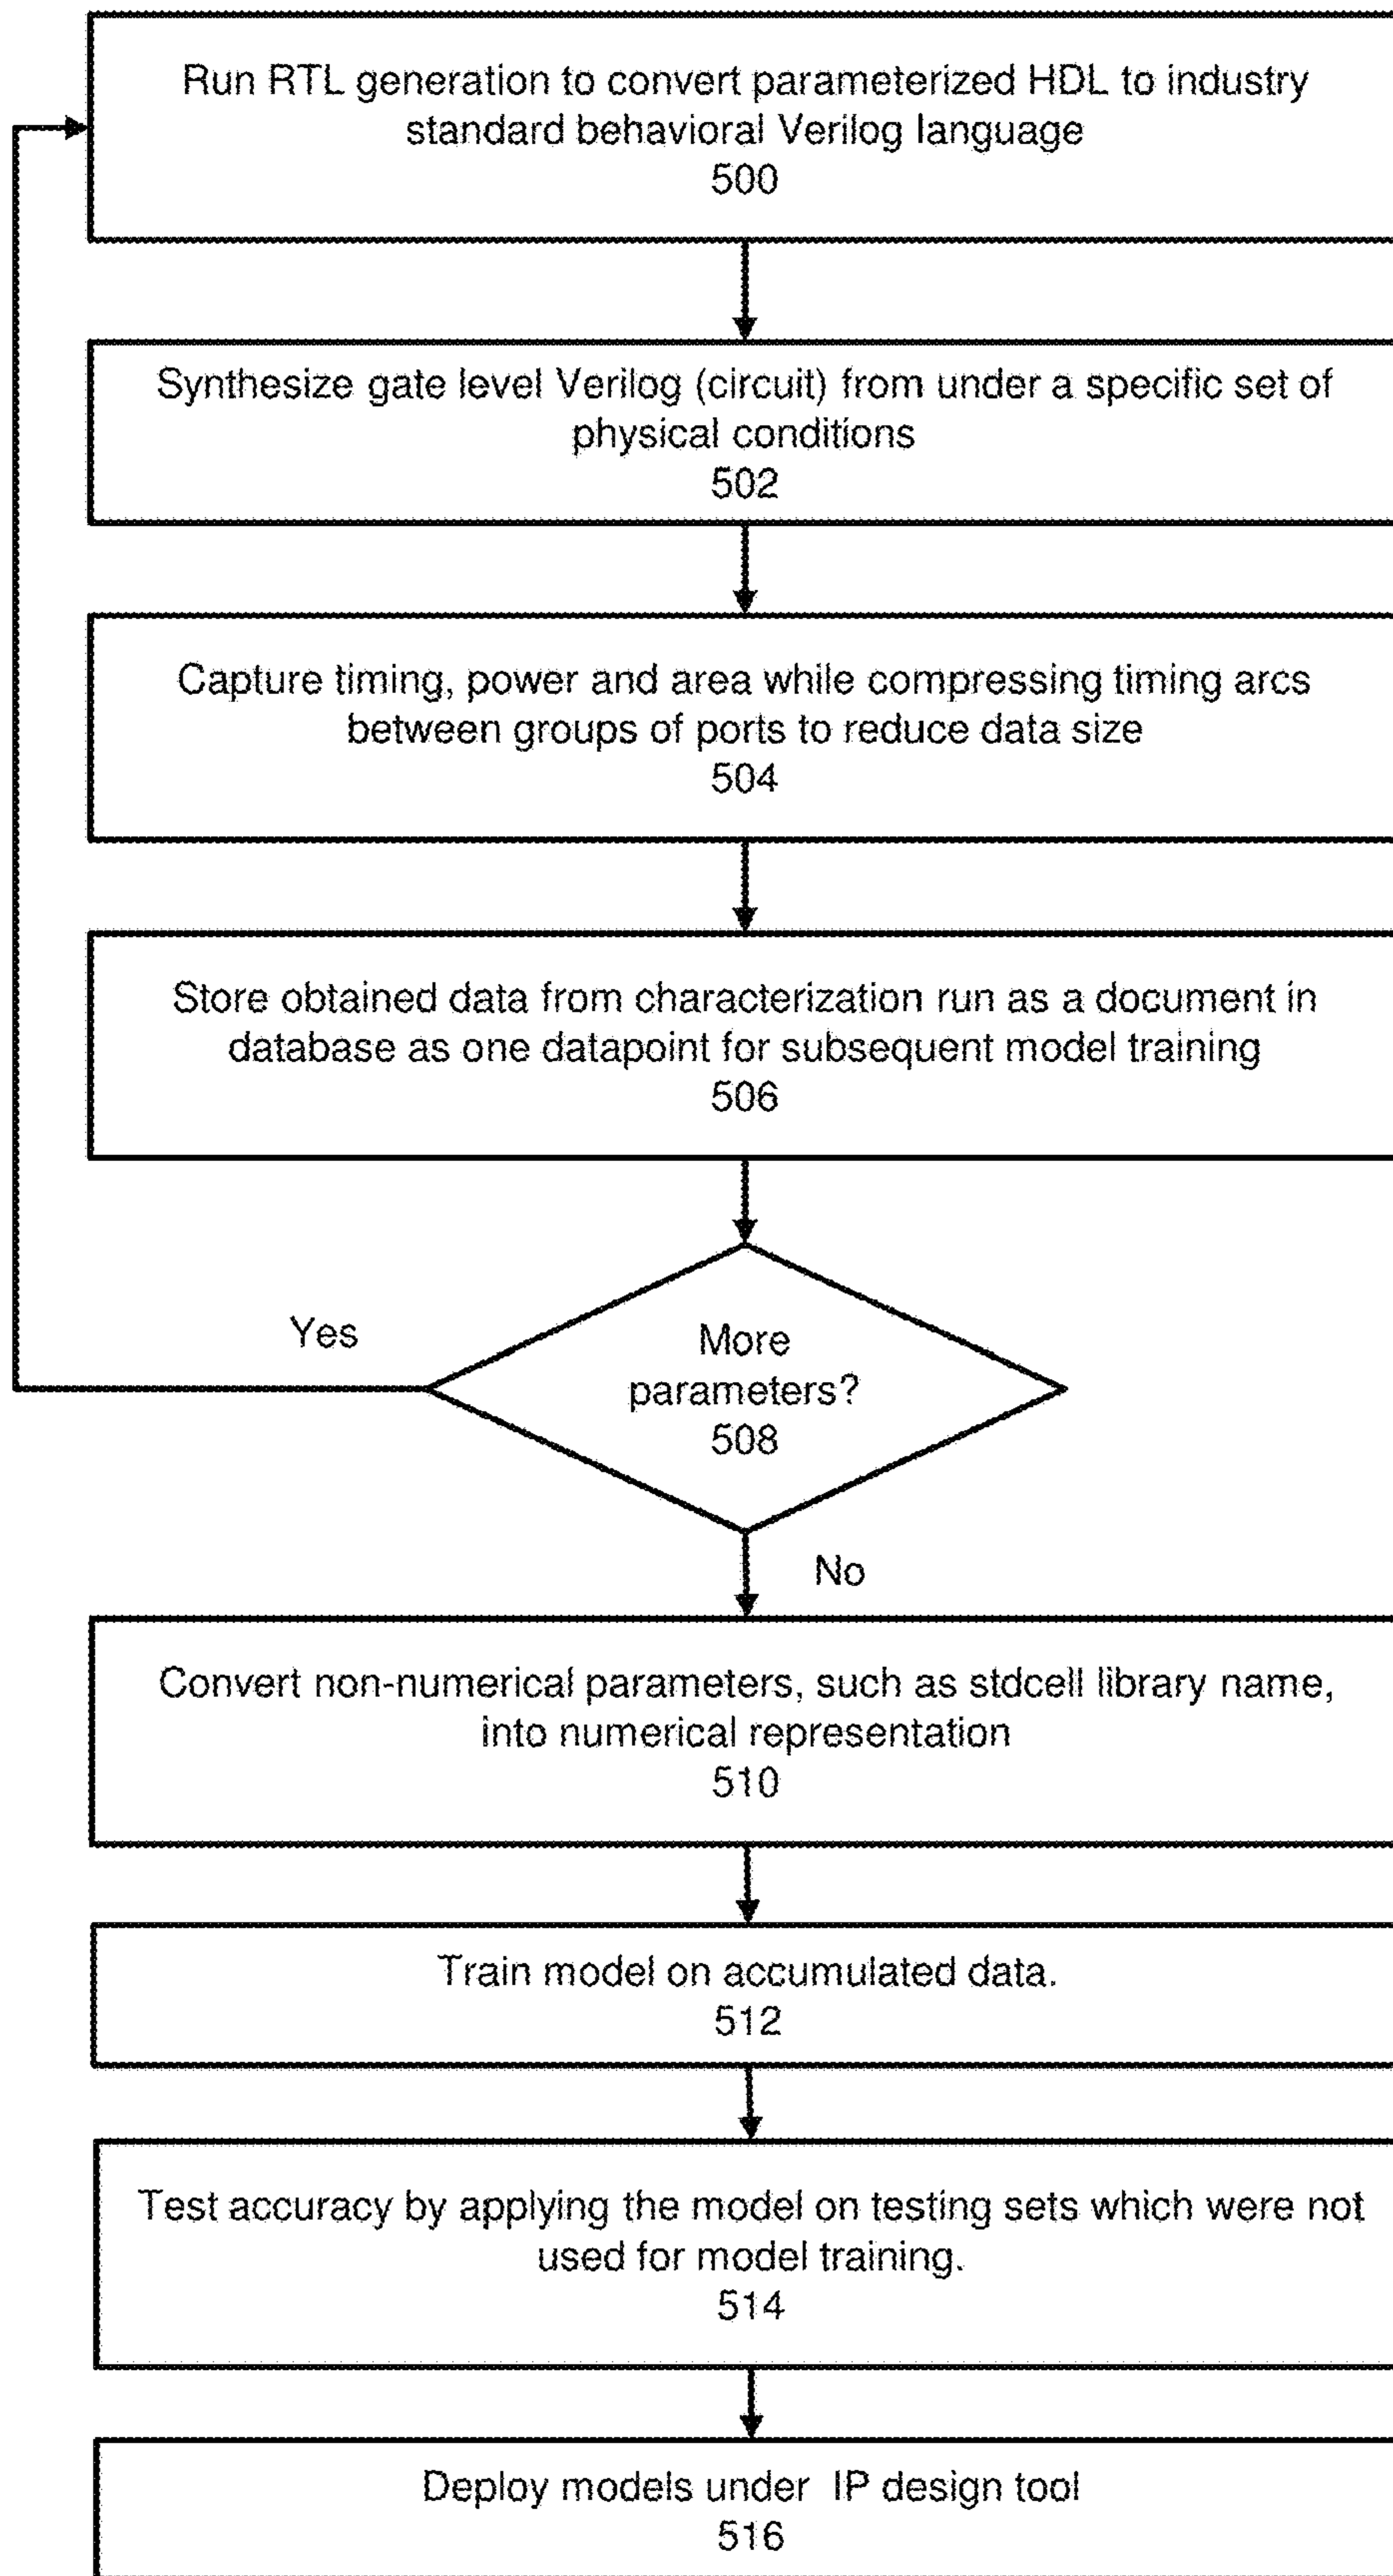 Run RTL generation to convert parameterized HDL to industry
standard behavioral Verilog language
500
Synthesize gate level Verilog (circuit) from under a specific set of
physical conditions
502
Capture timing, power and area while compressing timing arcs
between groups of ports to reduce data size
504
Store obtained data from characterization run as a document in
database as one datapoint for subsequent model training
506
Yes
More
parameters?
508
No
Convert non-numerical parameters, such as stdcell library name,
into numerical representation
510
Train model on accumulated data.
512
Test accuracy by applying the model on testing sets which were not
used for model training.
514
Deploy models under IP design tool
516